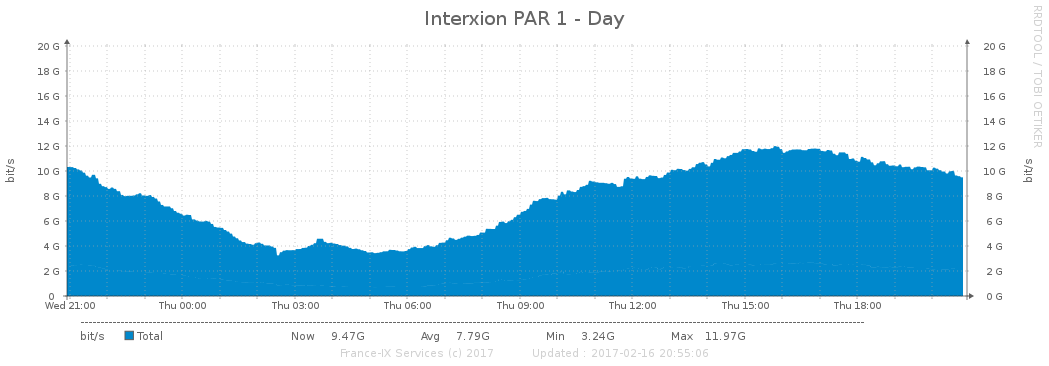 Interxion PAR 1 - Day
RRDTOOL / TOBI OETIKER
bit/s
20 G 20 G
18 G 18 G
16 G 16 G
14 G 14 G
12 G 12 G
10 G 10 G
8 G 8 G
6 G 6 G
4 G 4 G
2 G 2 G
0 0 G
bit/s
Wed 21:00 Thu 00:00 Thu 03:00 Thu 06:00 Thu 09:00 Thu 12:00 Thu 15:00 Thu 18:00
bit/s Total Now 9.47G Avg 7.79G Min 3.24G Max 11.97G
France-IX Services (c) 2017 Updated : 2017-02-16 20:55:06